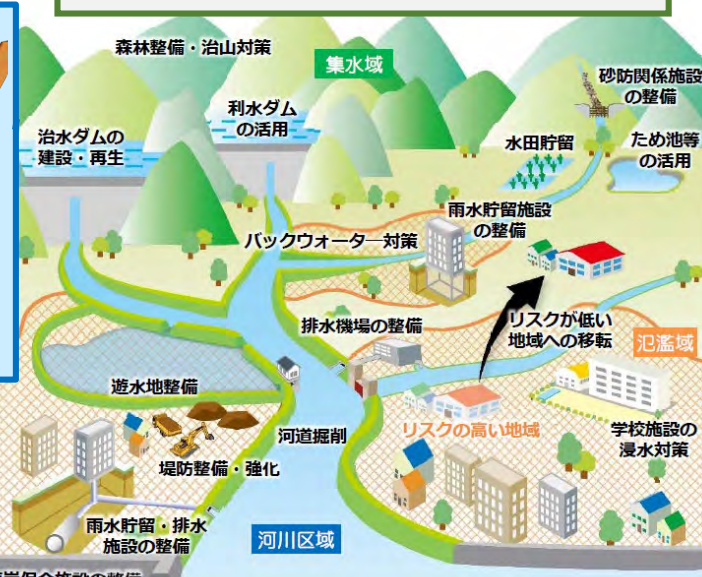 森林整備・治山対策
集水域
砂防関係施設
の整備
利水ダム
の活用
治水ダムの
建設・再生
水田貯留
ため池等
の活用
雨水貯留施設
の整備
バックウォーター対策
排水機場の整備
リスクが低い
地域への移転
氾濫域
遊水地整備
リスクの高い地域
学校施設の
浸水対策
河道掘削
堤防整備・強化
雨水貯留・排水
施設の整備
河川区域